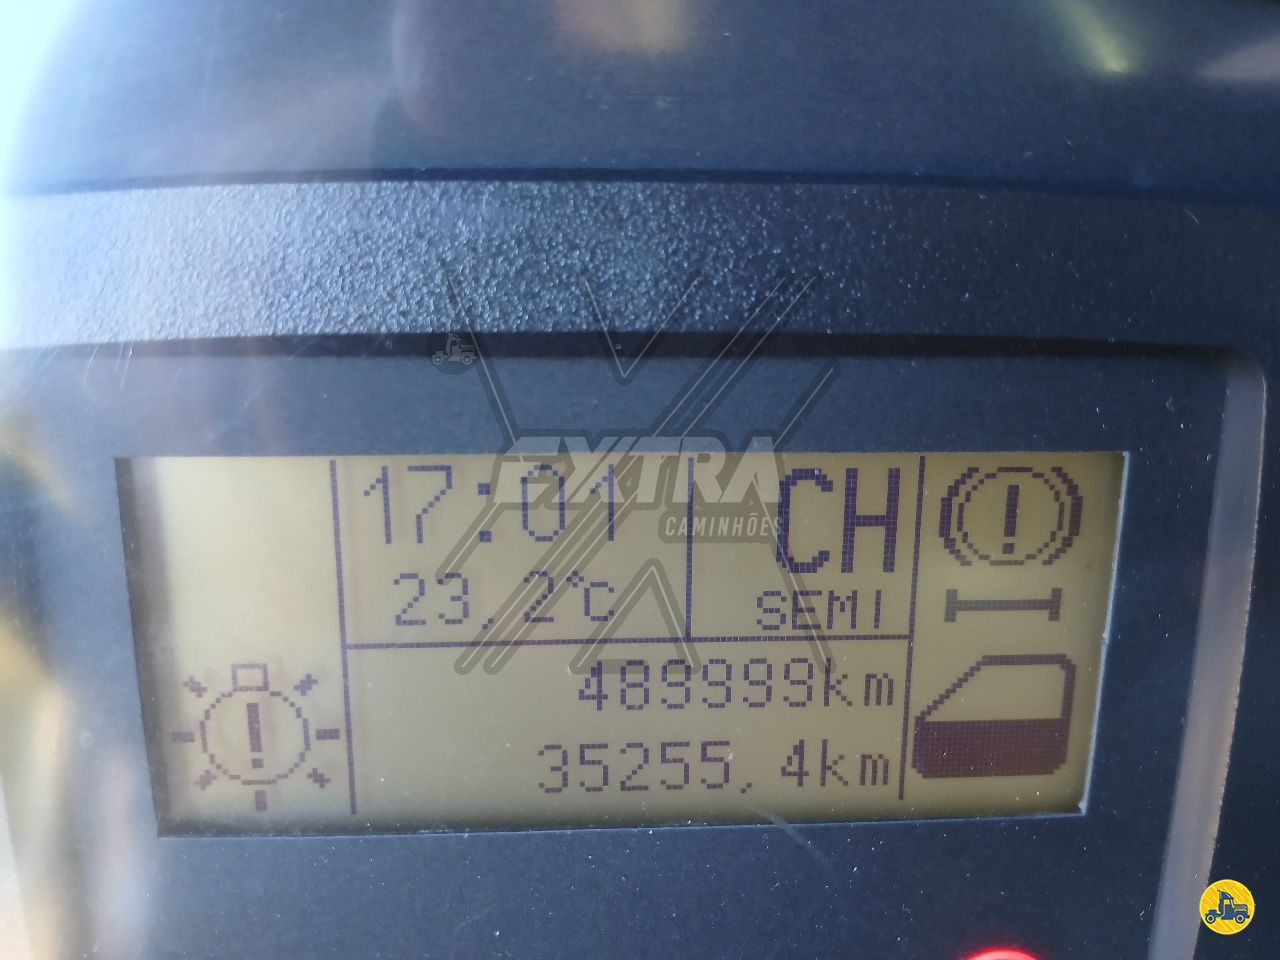 17:01
23,2°C
CH
SEMI
489999km
35255.4km
EXTRA
CAMINHÕES